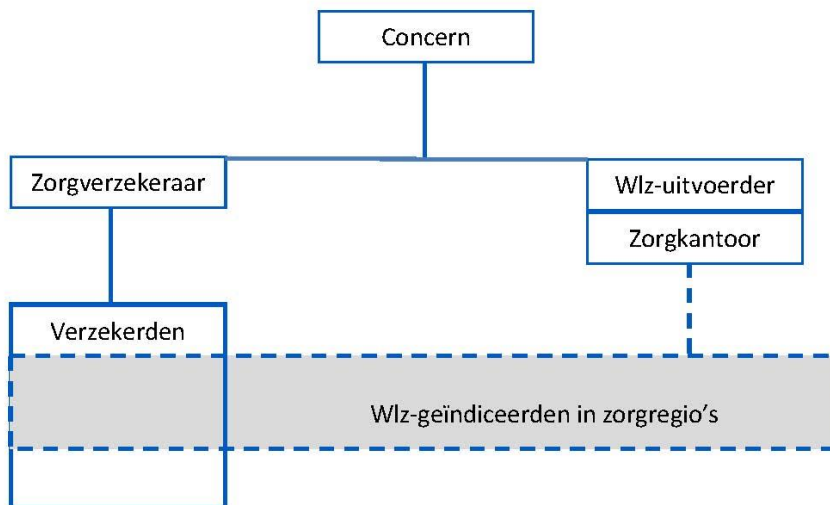 Concern
Zorgverzekeraar
Wlz-uitvoerder
Zorgkantoor
Verzekerden
Wlz-geïndiceerden in zorgregio’s